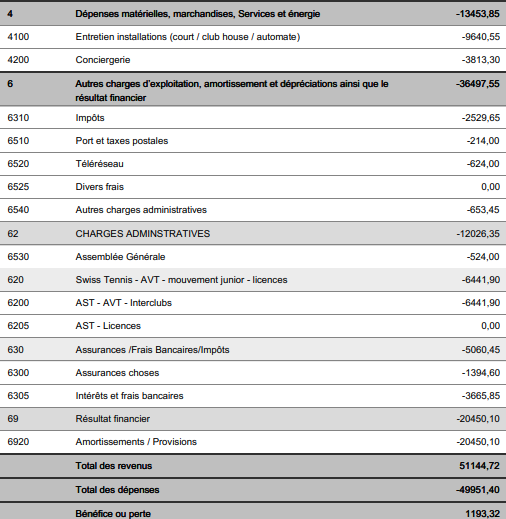 4 Dépenses matérielles, marchandises, Services et énergie -13453,85
4100 Entretien installations (court / club house / automate) -9640,55
4200 Conciergerie -3813,30
6 Autres charges d'exploitation, amortissement et dépréciations ainsi que le -36497,55
résultat financier
6310 Impôts -2529,65
6510 Port et taxes postales -214,00
6520 Téléréseau -624,00
6525 Divers frais 0,00
6540 Autres charges administratives -653,45
62 CHARGES ADMINSTRATIVES -12026,35
6530 Assemblée Générale -524,00
620 Swiss Tennis - AVT - mouvement junior - licences -6441,90
6200 AST - AVT - Interclubs -6441,90
6205 AST - Licences 0,00
630 Assurances /Frais Bancaires/Impôts -5060,45
6300 Assurances choses -1394,60
6305 Intérêts et frais bancaires -3665,85
69 Résultat financier -20450,10
6920 Amortissements / Provisions -20450,10
Total des revenus 51144,72
Total des dépenses -49951,40
Bénéfice ou perte 1193,32